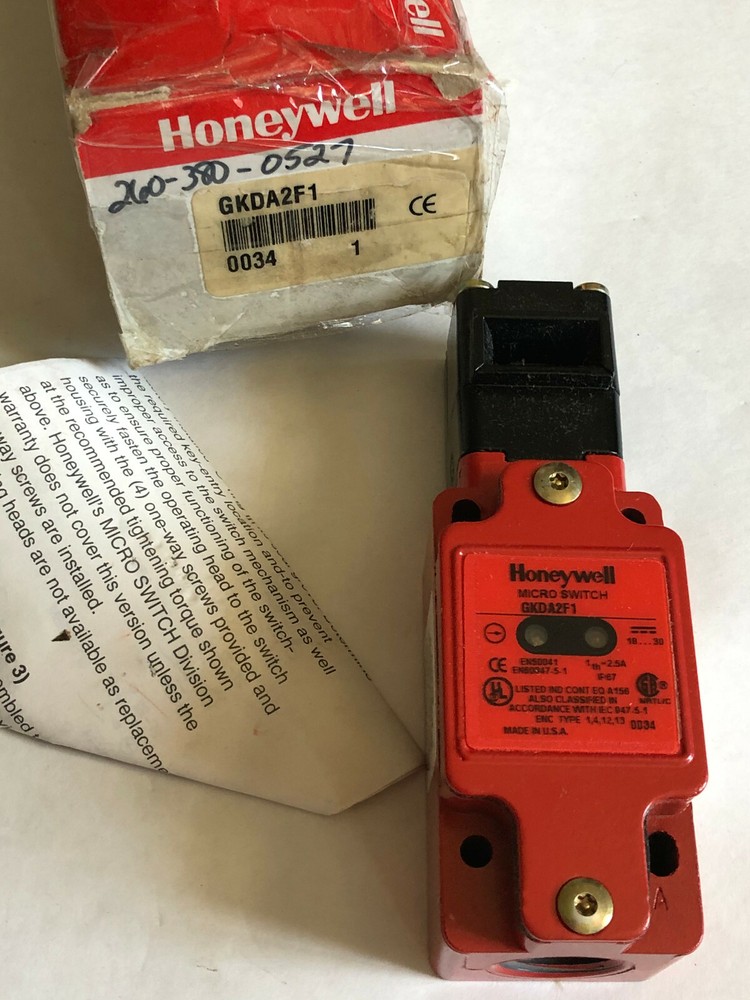 Honeywell
ell
Honeywell
260-380-0527
GKDA2F1
CE
0034 1
the required key-entry location and to prevent
improper access to the switch mechanism as well
as to ensure proper functioning of the switch-
securely fasten the operating head to the switch
housing with the (4) one-way screws provided and
at the recommended tightening torque shown
above. Honeywell's MICRO SWITCH Division
warranty does not cover this version unless the
way screws are installed.
heads are not available as replaceme
ure 3)
embled
Honeywell
MICRO SWITCH
GKDA2F1
18...30
CE EN50041 Ith=2.5A
EN60947-5-1 IP67
UL LISTED IND CONT EQ A156
ALSO CLASSIFIED IN
ACCORDANCE WITH IEC 947-5-1
ENC TYPE 1,4,12,13
MADE IN U.S.A.
NRTL/C
0034
A